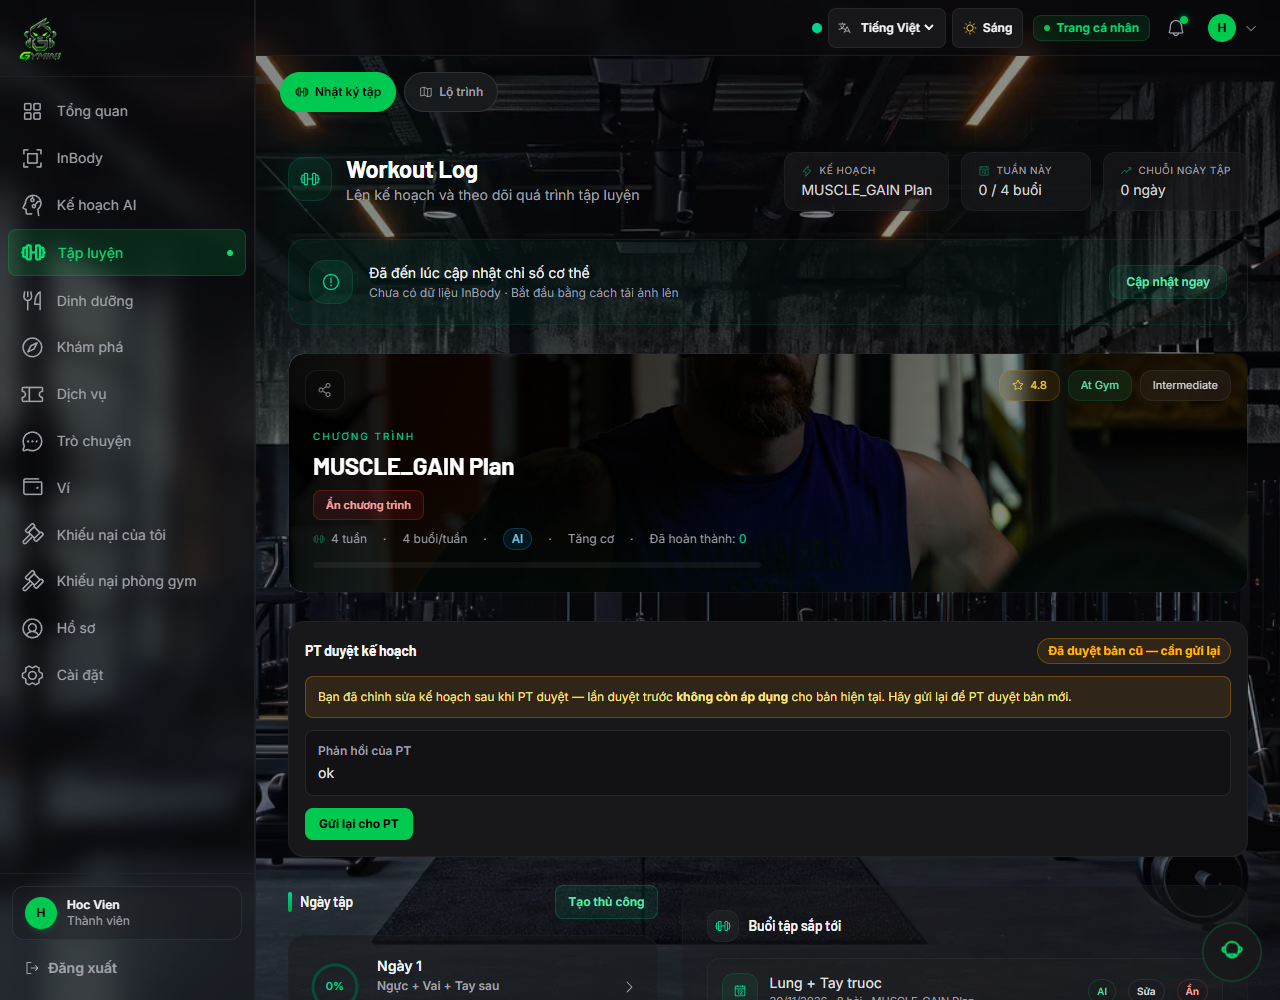 GYMINI
Tiếng Việt
Sáng
Trang cá nhân
H
Tổng quan
InBody
Kế hoạch AI
Tập luyện
Dinh dưỡng
Khám phá
Dịch vụ
Trò chuyện
Ví
Khiếu nại của tôi
Khiếu nại phòng gym
Hồ sơ
Cài đặt
H
Hoc Vien
Thành viên
Đăng xuất
Nhật ký tập
Lộ trình
Workout Log
Lên kế hoạch và theo dõi quá trình tập luyện
KẾ HOẠCH
MUSCLE_GAIN Plan
TUẦN NÀY
0 / 4 buổi
CHUỖI NGÀY TẬP
0 ngày
Đã đến lúc cập nhật chỉ số cơ thể
Chưa có dữ liệu InBody · Bắt đầu bằng cách tải ảnh lên
Cập nhật ngay
4.8
At Gym
Intermediate
CHƯƠNG TRÌNH
MUSCLE_GAIN Plan
Ẩn chương trình
4 tuần · 4 buổi/tuần · AI · Tăng cơ · Đã hoàn thành: 0
PT duyệt kế hoạch
Đã duyệt bản cũ — cần gửi lại
Bạn đã chỉnh sửa kế hoạch sau khi PT duyệt — lần duyệt trước không còn áp dụng cho bản hiện tại. Hãy gửi lại để PT duyệt bản mới.
Phản hồi của PT
ok
Gửi lại cho PT
Ngày tập
Tạo thủ công
Ngày 1
0%
Ngực + Vai + Tay sau
Buổi tập sắp tới
Lung + Tay truoc
AI
Sửa
Ẩn